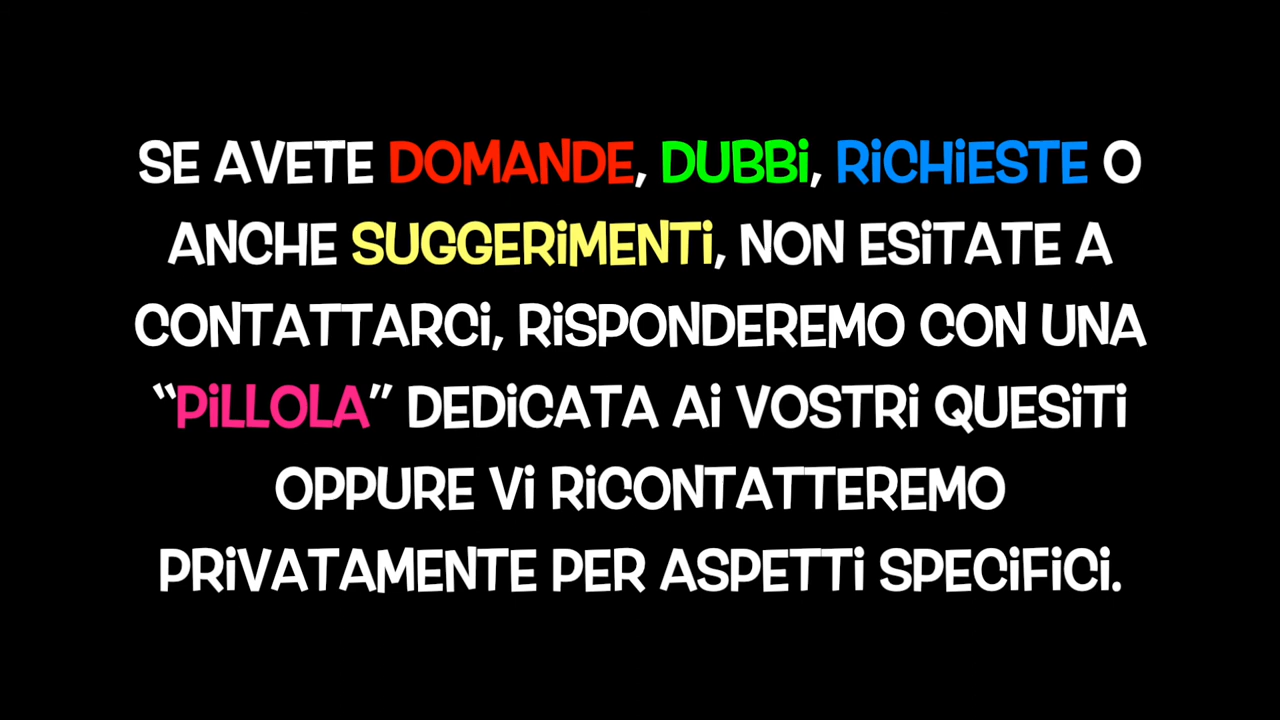 SE AVETE DOMANDE, DUBBi, RiCHiESTE O
ANCHE SUGGERiMENTi, NON ESiTATE A
CONTATTARCi, RiSPONDEREMO CON UNA
“PiLLOLA” DEDiCATA Ai VOSTRi QUESiTi
OPPURE Vi RiCONTATTEREMO
PRiVATAMENTE PER ASPETTi SPECiFiCi.